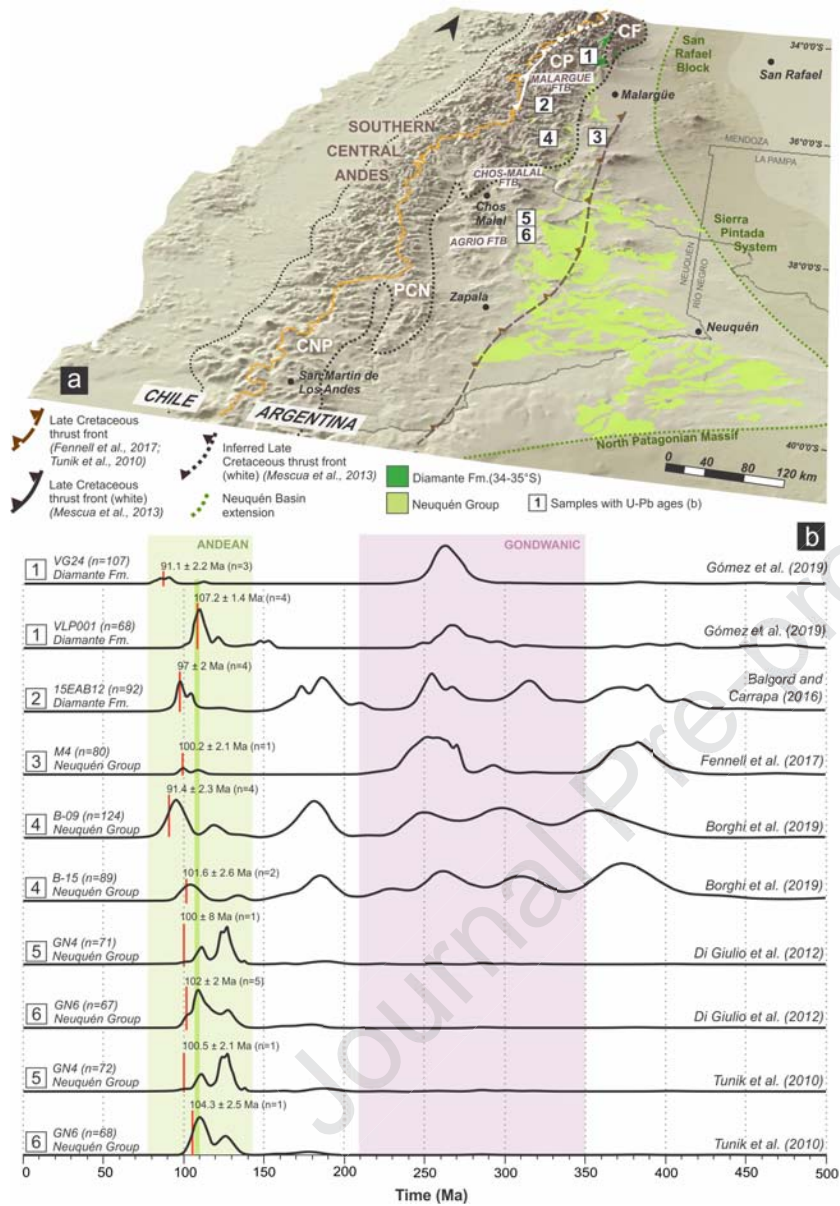 CF
34°0'0"S
San
Rafael
Block
1
CP
San Rafael
MALARGUE
FTB
Malargüe
2
SOUTHERN
CENTRAL
ANDES
4
3
MENDOZA
36°0'0"S
LA PAMPA
CHOS-MALAL
FTB
Chos
Malal
5
6
Sierra
Pintada
System
AGRIO FTB
NEUQUÉN
RIO NEGRO
38°0'0"S
PCN
Zapala
Neuquén
CNP
San Martín de
Los Andes
a
CHILE
ARGENTINA
North Patagonian Massif
40°0'0"S
0 40 80 120 km
Late Cretaceous
thrust front
(Fennell et al., 2017;
Tunik et al., 2010)
Late Cretaceous
thrust front (white)
(Mescua et al., 2013)
Inferred Late
Cretaceous thrust front
(white) (Mescua et al., 2013)
Neuquén Basin
extension
Diamante Fm.(34-35°S)
Neuquén Group
1 Samples with U-Pb ages (b)
b
ANDEAN
GONDWANIC
1 VG24 (n=107)
Diamante Fm.
91.1 ± 2.2 Ma (n=3)
Gómez et al. (2019)
1 VLP001 (n=68)
Diamante Fm.
107.2 ± 1.4 Ma (n=4)
Gómez et al. (2019)
2 15EAB12 (n=92)
Diamante Fm.
97 ± 2 Ma (n=4)
Balgord and
Carrapa (2016)
3 M4 (n=80)
Neuquén Group
100.2 ± 2.1 Ma (n=1)
Fennell et al. (2017)
4 B-09 (n=124)
Neuquén Group
91.4 ± 2.3 Ma (n=4)
Borghi et al. (2019)
4 B-15 (n=89)
Neuquén Group
101.6 ± 2.6 Ma (n=2)
Borghi et al. (2019)
5 GN4 (n=71)
Neuquén Group
100 ± 8 Ma (n=1)
Di Giulio et al. (2012)
6 GN6 (n=67)
Neuquén Group
102 ± 2 Ma (n=5)
Di Giulio et al. (2012)
5 GN4 (n=72)
Neuquén Group
100.5 ± 2.1 Ma (n=1)
Tunik et al. (2010)
6 GN6 (n=68)
Neuquén Group
104.3 ± 2.5 Ma (n=1)
Tunik et al. (2010)
0 50 100 150 200 250 300 350 400 450 500
Time (Ma)
Journal Pre-pro